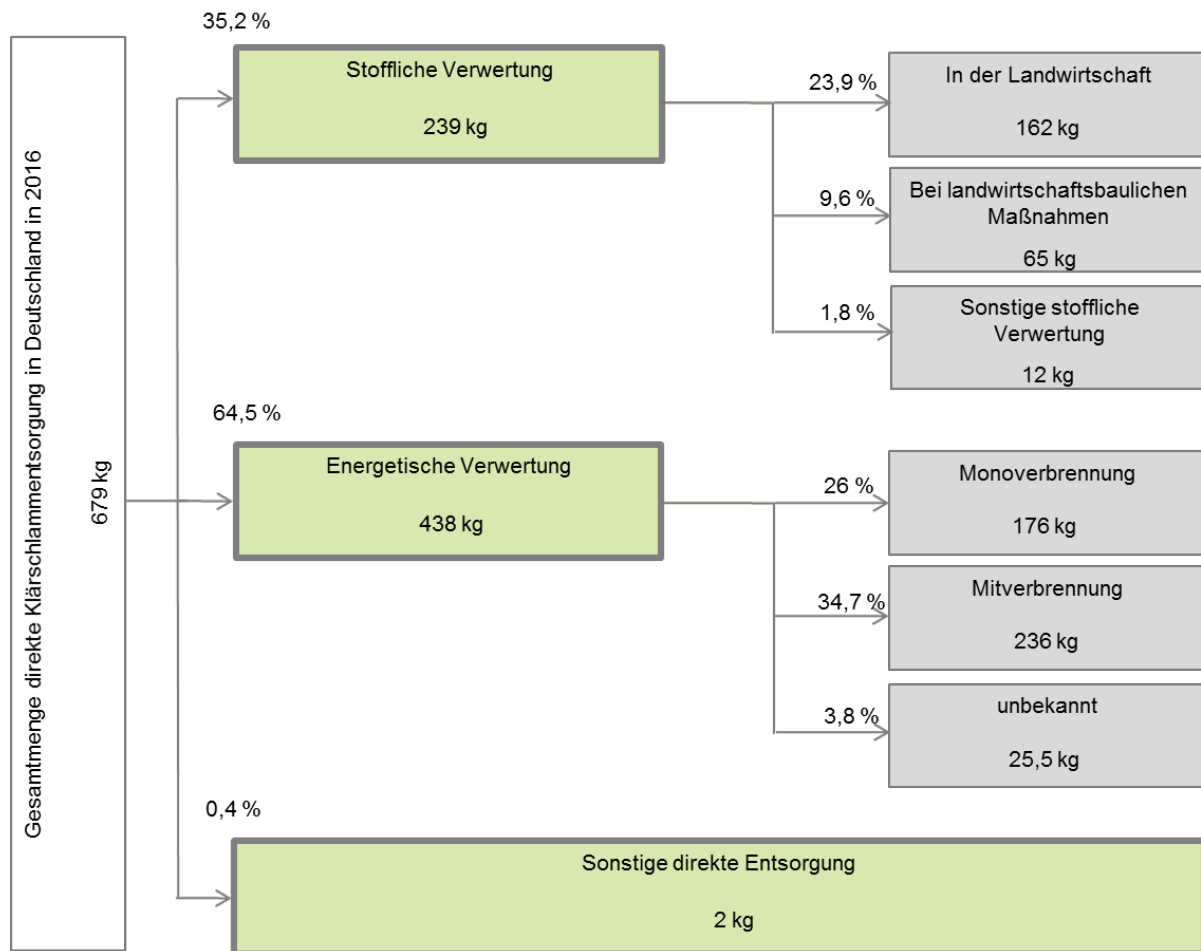 Gesamtmenge direkte Klärschlammentsorgung in Deutschland in 2016
679 kg
35,2 %
Stoffliche Verwertung
239 kg
23,9 %
In der Landwirtschaft
162 kg
9,6 %
Bei landwirtschaftsbaulichen
Maßnahmen
65 kg
1,8 %
Sonstige stoffliche
Verwertung
12 kg
64,5 %
Energetische Verwertung
438 kg
26 %
Monoverbrennung
176 kg
34,7 %
Mitverbrennung
236 kg
3,8 %
unbekannt
25,5 kg
0,4 %
Sonstige direkte Entsorgung
2 kg